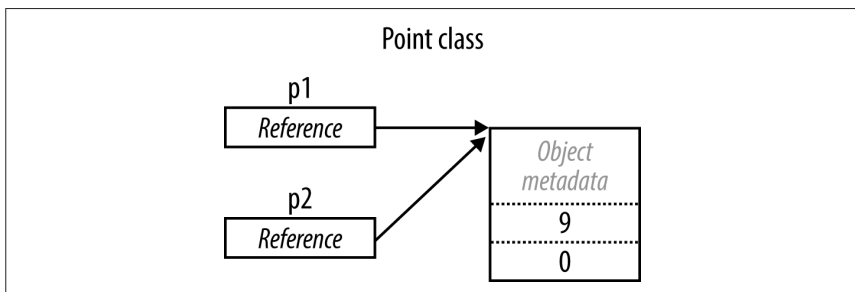 Point class
p1
Reference
p2
Reference
Object
metadata
9
0